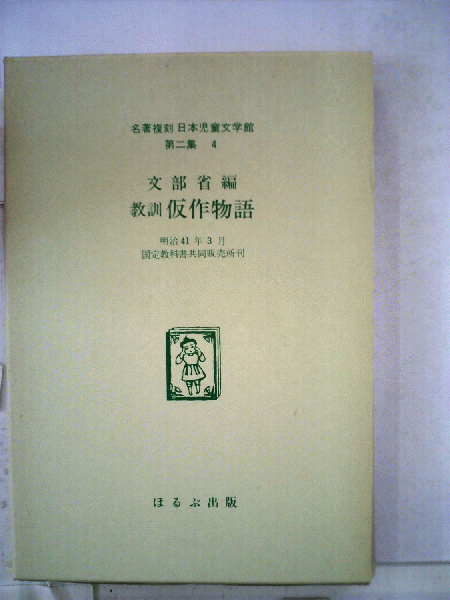 名著複刻 日本児童文学館
第二集 4
文部省編
教訓 仮作物語
明治41年3月
国定教科書共同販売所刊
ほるぷ出版